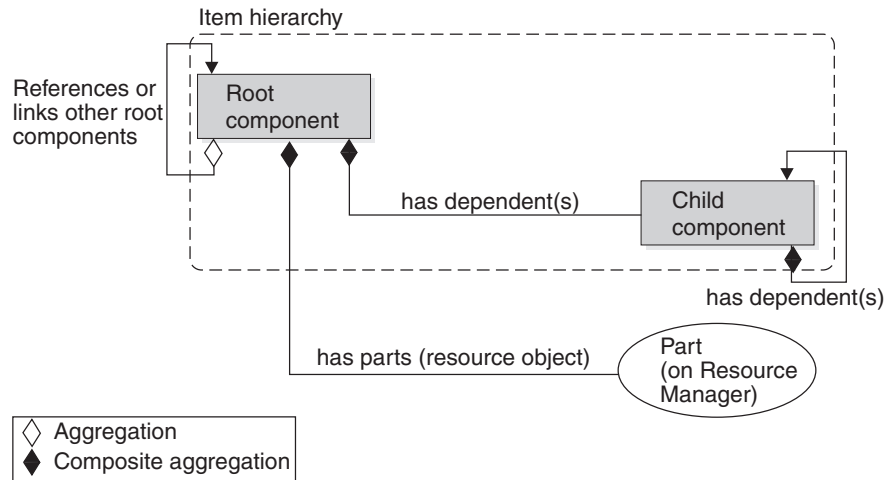 Item hierarchy
References or
links other root
components
Root
component
has dependent(s)
Child
component
has dependent(s)
has parts (resource object)
Part
(on Resource
Manager)
Aggregation
Composite aggregation